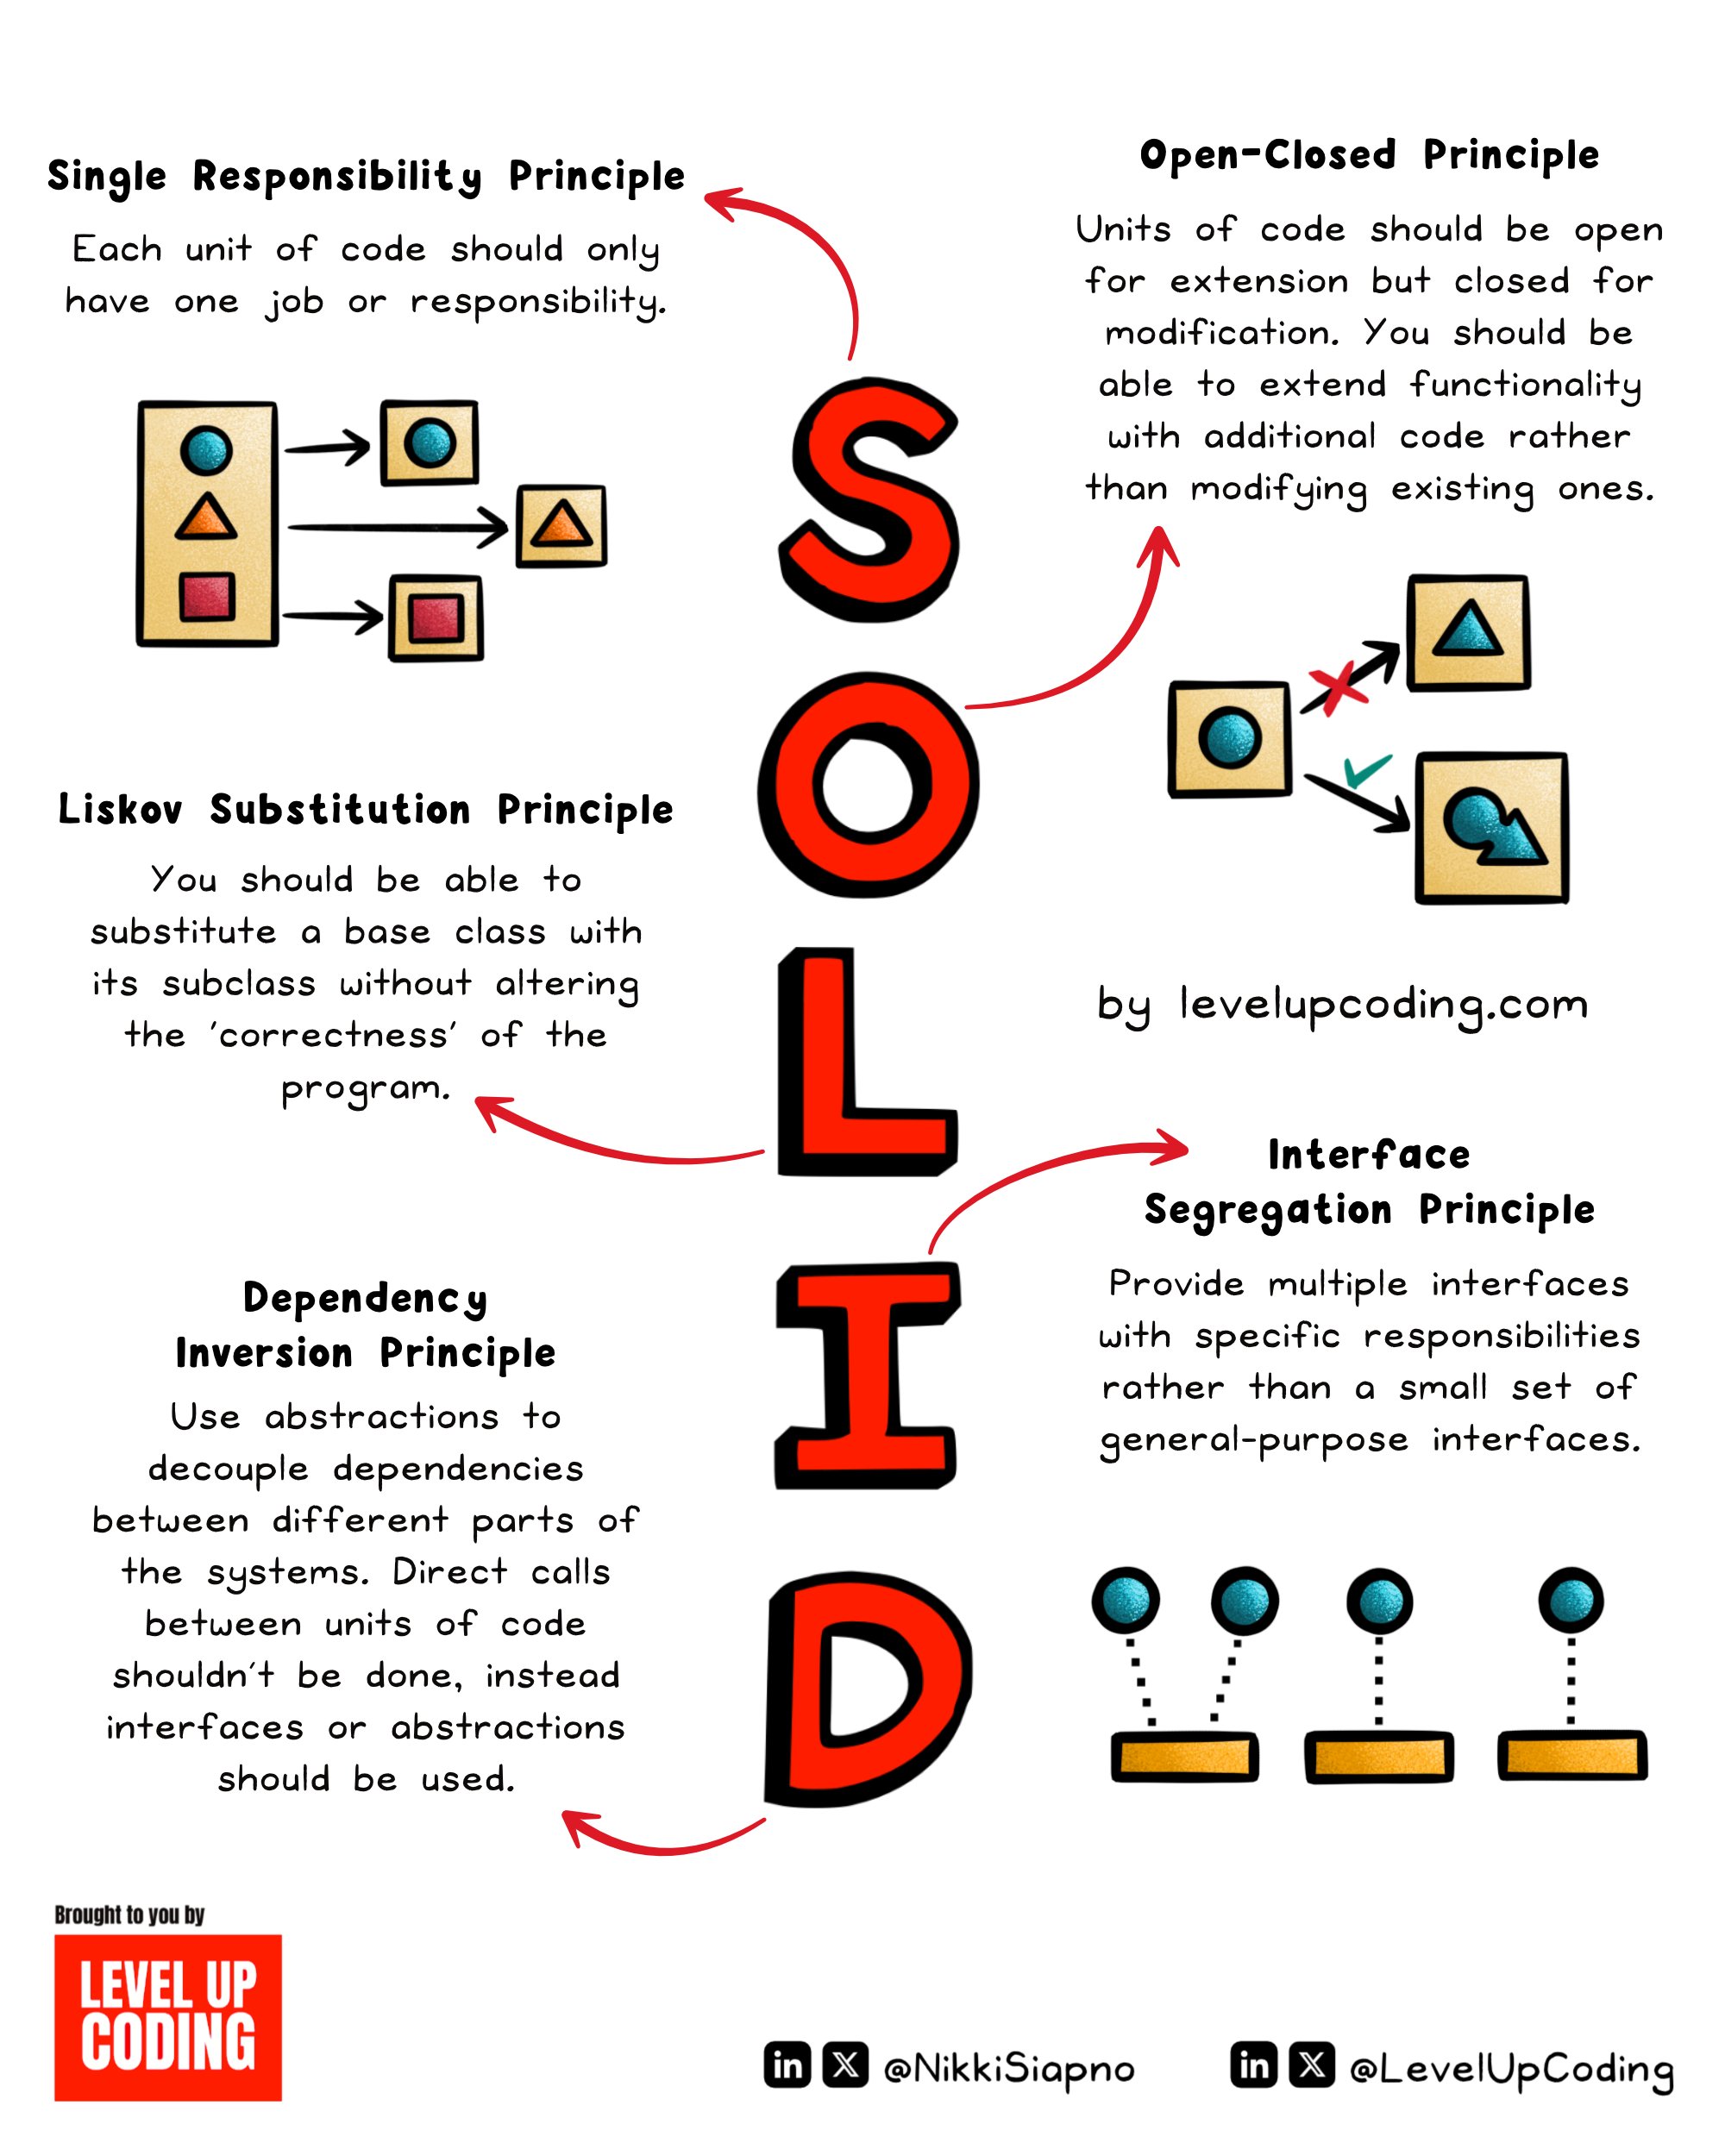 Single Responsibility Principle
Each unit of code should only
have one job or responsibility.
Open-Closed Principle
Units of code should be open
for extension but closed for
modification. You should be
able to extend functionality
with additional code rather
than modifying existing ones.
S
O
L
I
D
Liskov Substitution Principle
You should be able to
substitute a base class with
its subclass without altering
the 'correctness' of the
program.
by levelupcoding.com
Interface
Segregation Principle
Provide multiple interfaces
with specific responsibilities
rather than a small set of
general-purpose interfaces.
Dependency
Inversion Principle
Use abstractions to
decouple dependencies
between different parts of
the systems. Direct calls
between units of code
shouldn't be done, instead
interfaces or abstractions
should be used.
Brought to you by
LEVEL UP
CODING
in X @NikkiSiapno
in X @LevelUpCoding